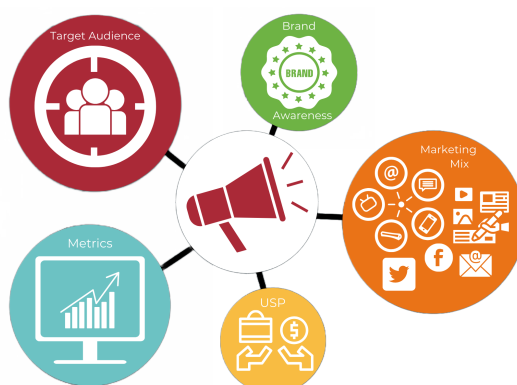 Target Audience
Brand
BRAND
Awareness
Marketing
Mix
@
f
@
Metrics
USP
$